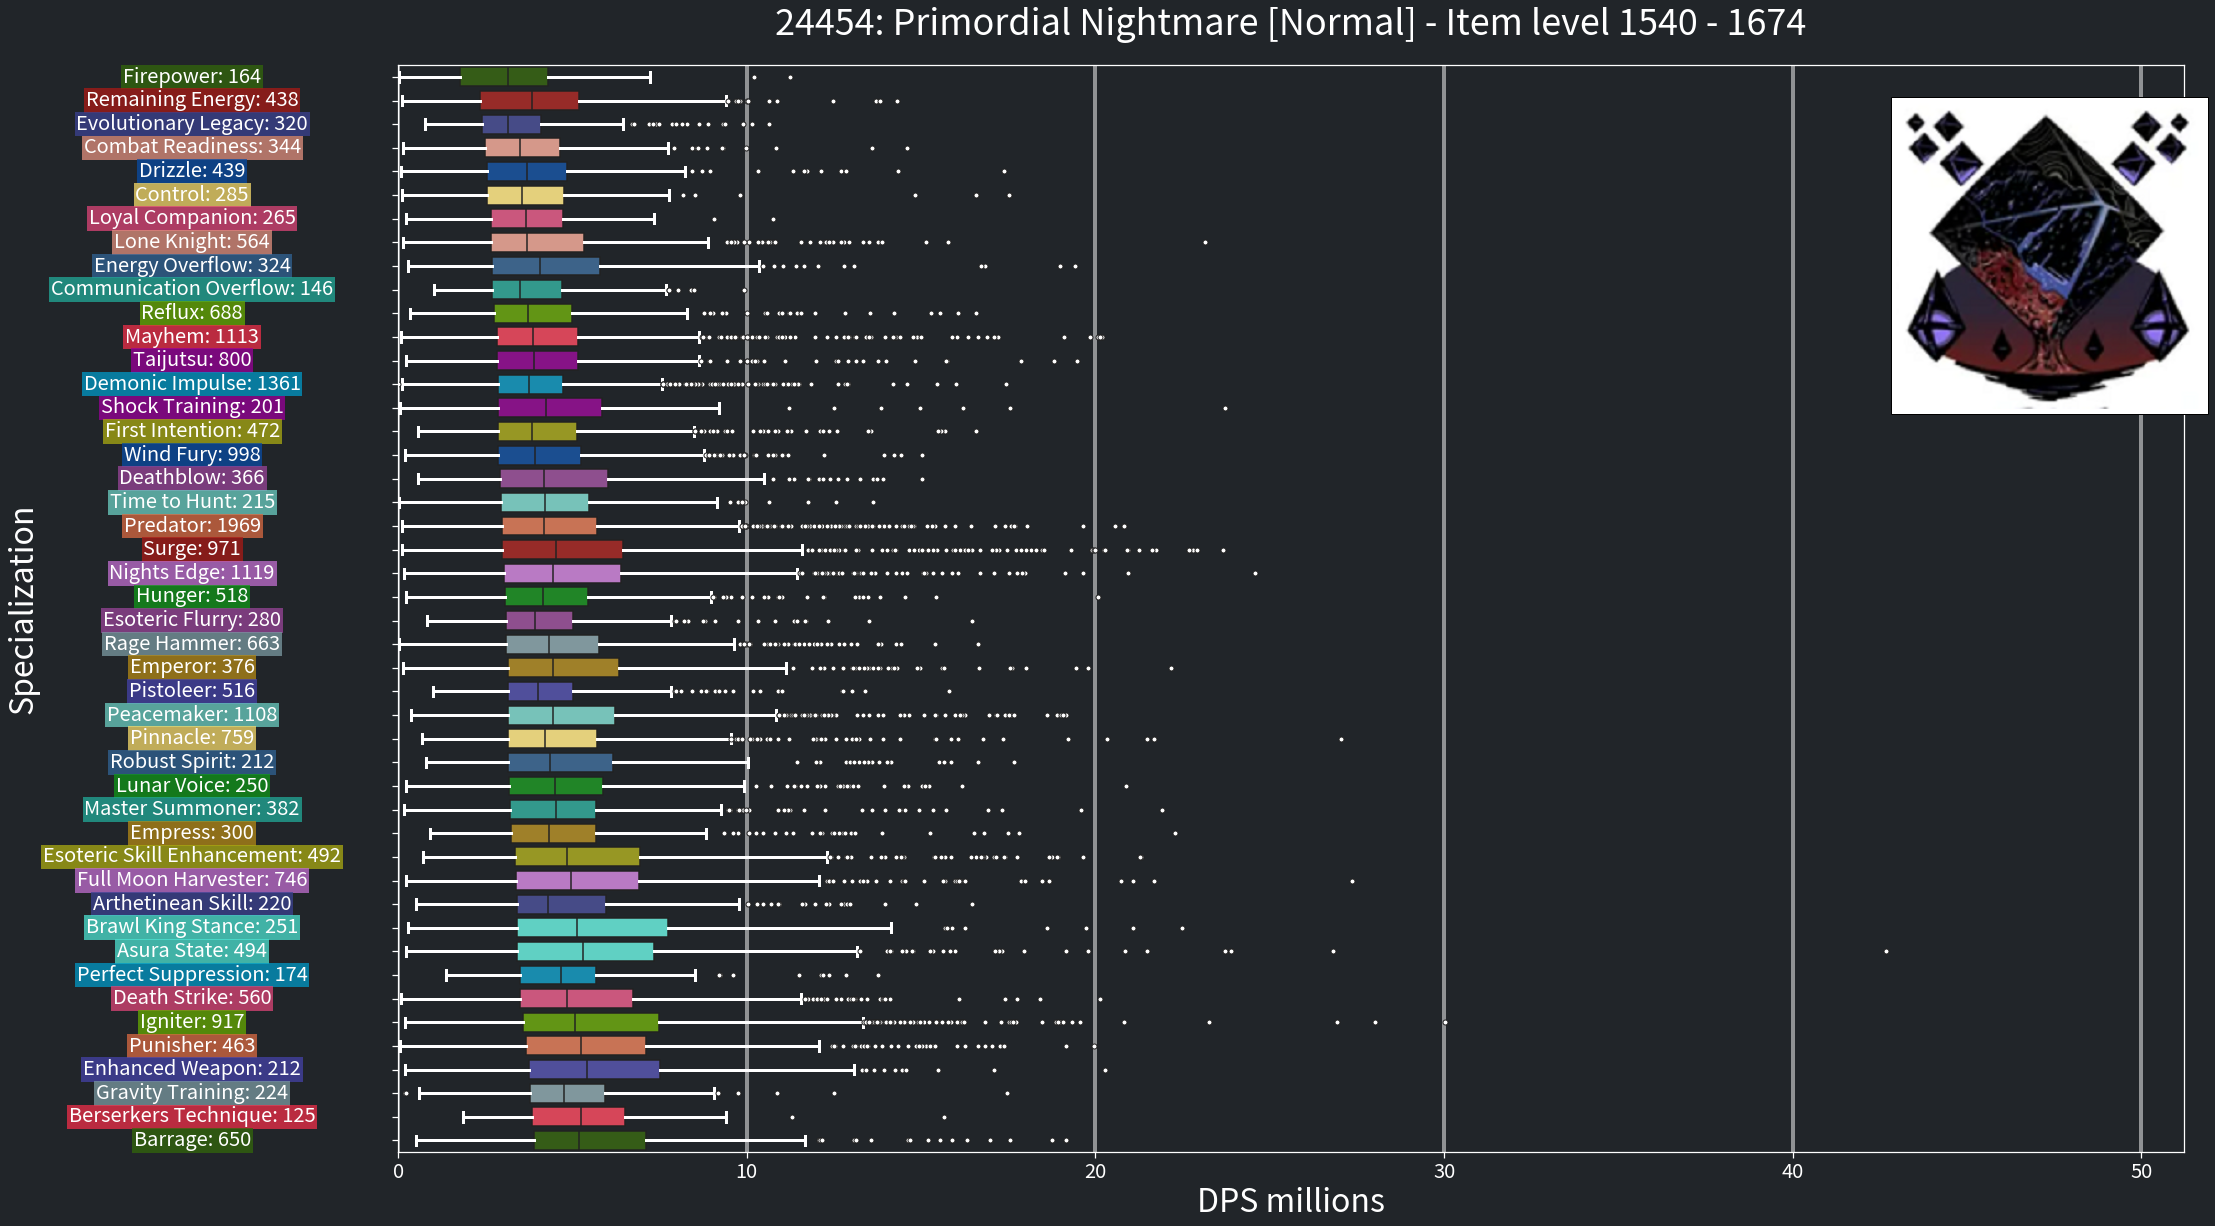 24454: Primordial Nightmare [Normal] - Item level 1540 - 1674
Specialization
Firepower: 164
Remaining Energy: 438
Evolutionary Legacy: 320
Combat Readiness: 344
Drizzle: 439
Control: 285
Loyal Companion: 265
Lone Knight: 564
Energy Overflow: 324
Communication Overflow: 146
Reflux: 688
Mayhem: 1113
Taijutsu: 800
Demonic Impulse: 1361
Shock Training: 201
First Intention: 472
Wind Fury: 998
Deathblow: 366
Time to Hunt: 215
Predator: 1969
Surge: 971
Nights Edge: 1119
Hunger: 518
Esoteric Flurry: 280
Rage Hammer: 663
Emperor: 376
Pistoleer: 516
Peacemaker: 1108
Pinnacle: 759
Robust Spirit: 212
Lunar Voice: 250
Master Summoner: 382
Empress: 300
Esoteric Skill Enhancement: 492
Full Moon Harvester: 746
Arthetinean Skill: 220
Brawl King Stance: 251
Asura State: 494
Perfect Suppression: 174
Death Strike: 560
Igniter: 917
Punisher: 463
Enhanced Weapon: 212
Gravity Training: 224
Berserkers Technique: 125
Barrage: 650
0 10 20 30 40 50
DPS millions